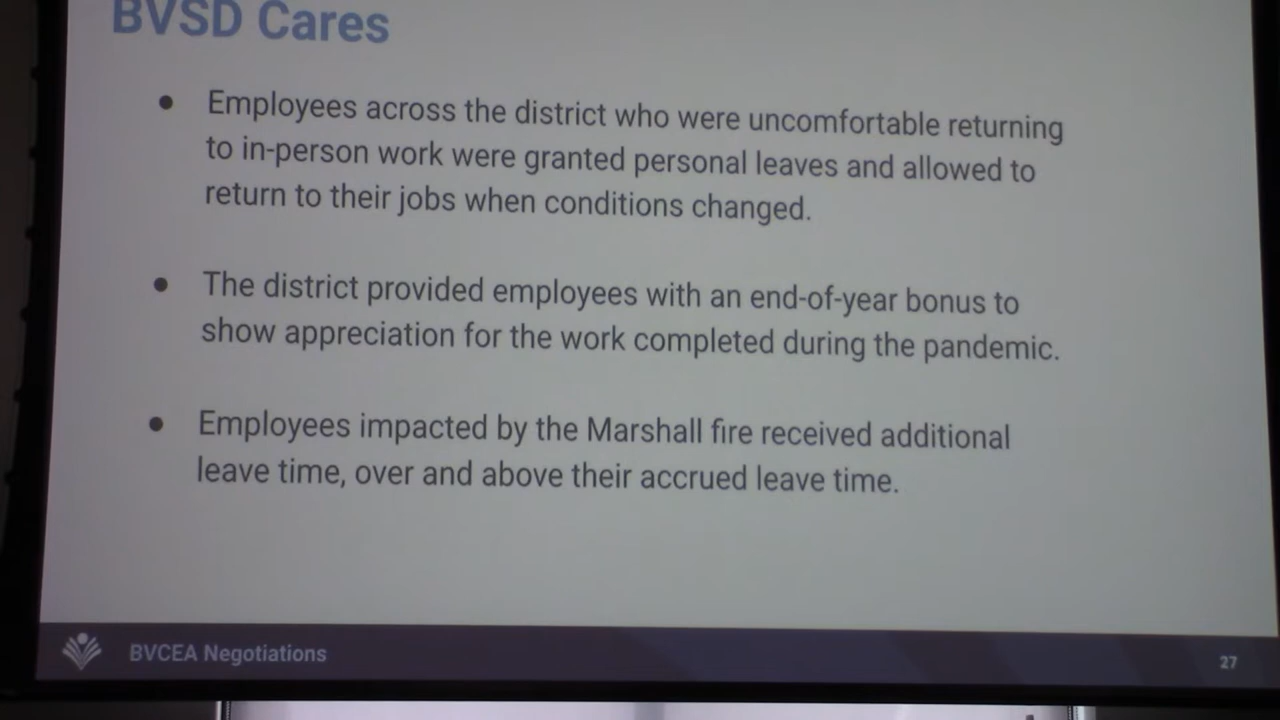 BVSD Cares
● Employees across the district who were uncomfortable returning
to in-person work were granted personal leaves and allowed to
return to their jobs when conditions changed.
● The district provided employees with an end-of-year bonus to
show appreciation for the work completed during the pandemic.
● Employees impacted by the Marshall fire received additional
leave time, over and above their accrued leave time.
BVCEA Negotiations
27